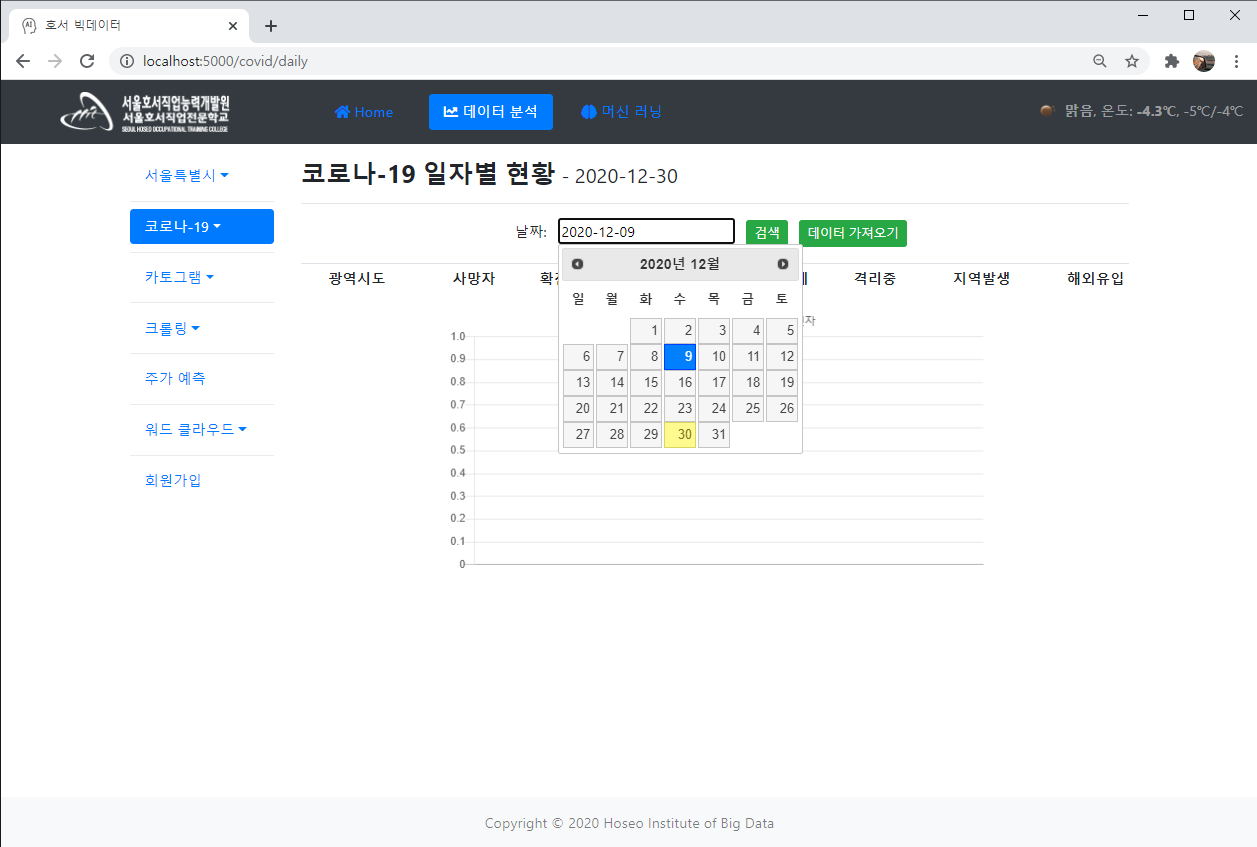 호서 빅데이터
localhost:5000/covid/daily
서울호서직업능력개발원
서울호서직업전문학교
SEOUL HOSEO OCCUPATIONAL TRAINING COLLEGE
Home 데이터 분석 머신 러닝 맑음, 온도: -4.3℃, -5℃/-4℃
서울특별시
코로나-19
카토그램
크롤링
주가 예측
워드 클라우드
회원가입
코로나-19 일자별 현황 - 2020-12-30
날짜: 2020-12-09 검색 데이터 가져오기
광역시도 사망자 격리중 지역발생 해외유입
2020년 12월
일 월 화 수 목 금 토
1 2 3 4 5
6 7 8 9 10 11 12
13 14 15 16 17 18 19
20 21 22 23 24 25 26
27 28 29 30 31
1.0
0.9
0.8
0.7
0.6
0.5
0.4
0.3
0.2
0.1
0
Copyright © 2020 Hoseo Institute of Big Data